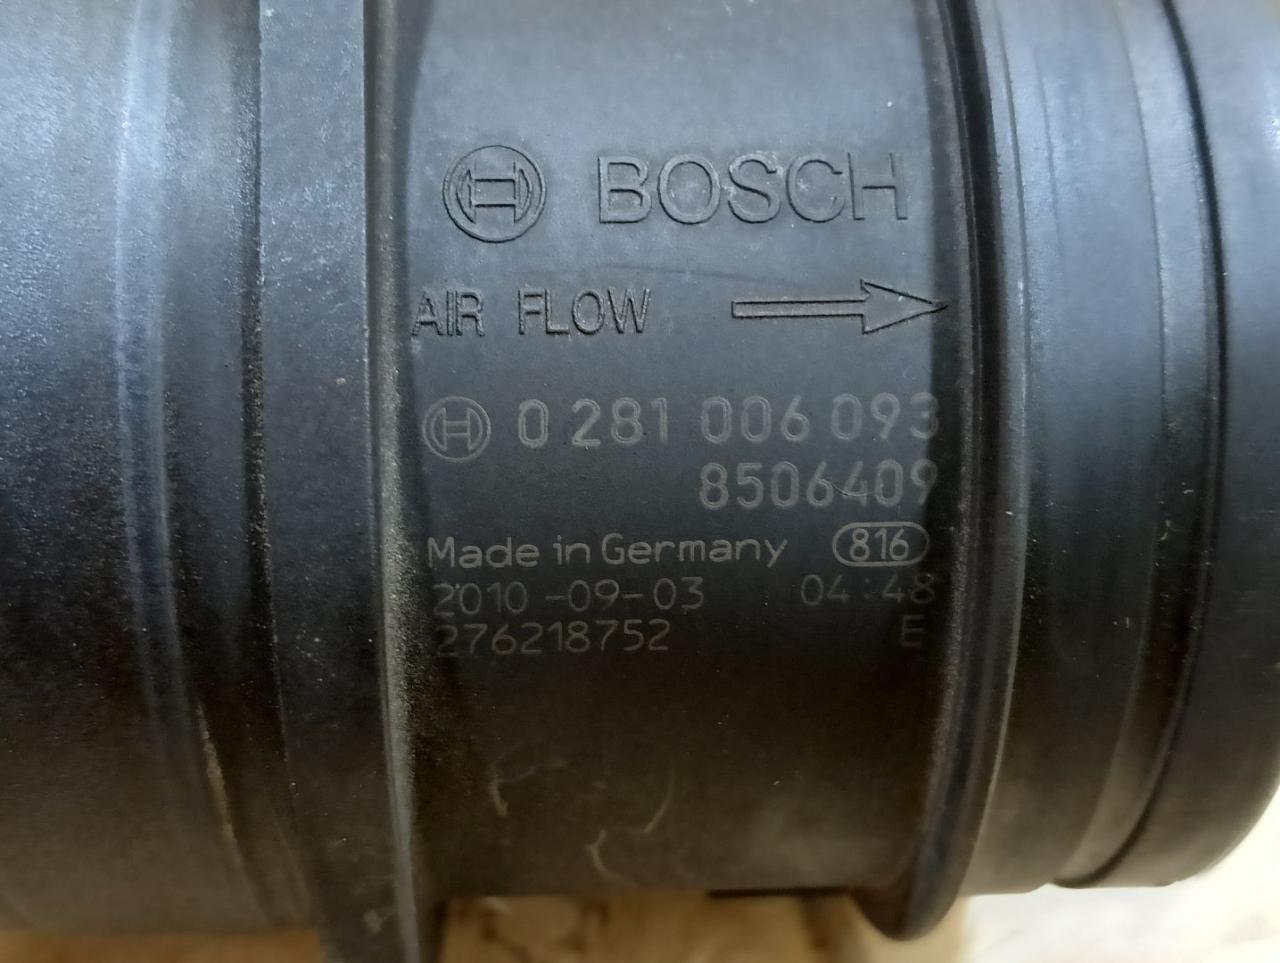 BOSCH
AIR FLOW
0 281 006 093
8506409
Made in Germany 816
2010-09-03 04:48
276218752 E